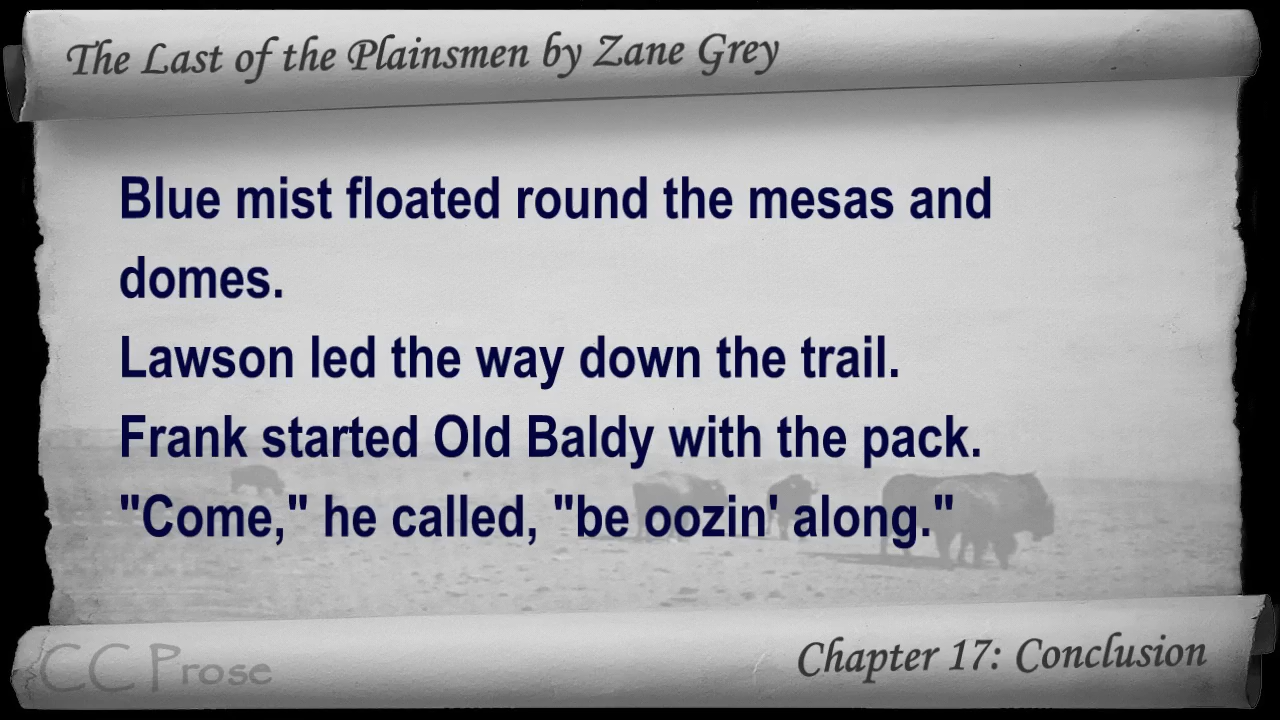 The Last of the Plainsmen by Zane Grey
Blue mist floated round the mesas and
domes.
Lawson led the way down the trail.
Frank started Old Baldy with the pack.
"Come," he called, "be oozin' along."
CC Prose
Chapter 17: Conclusion